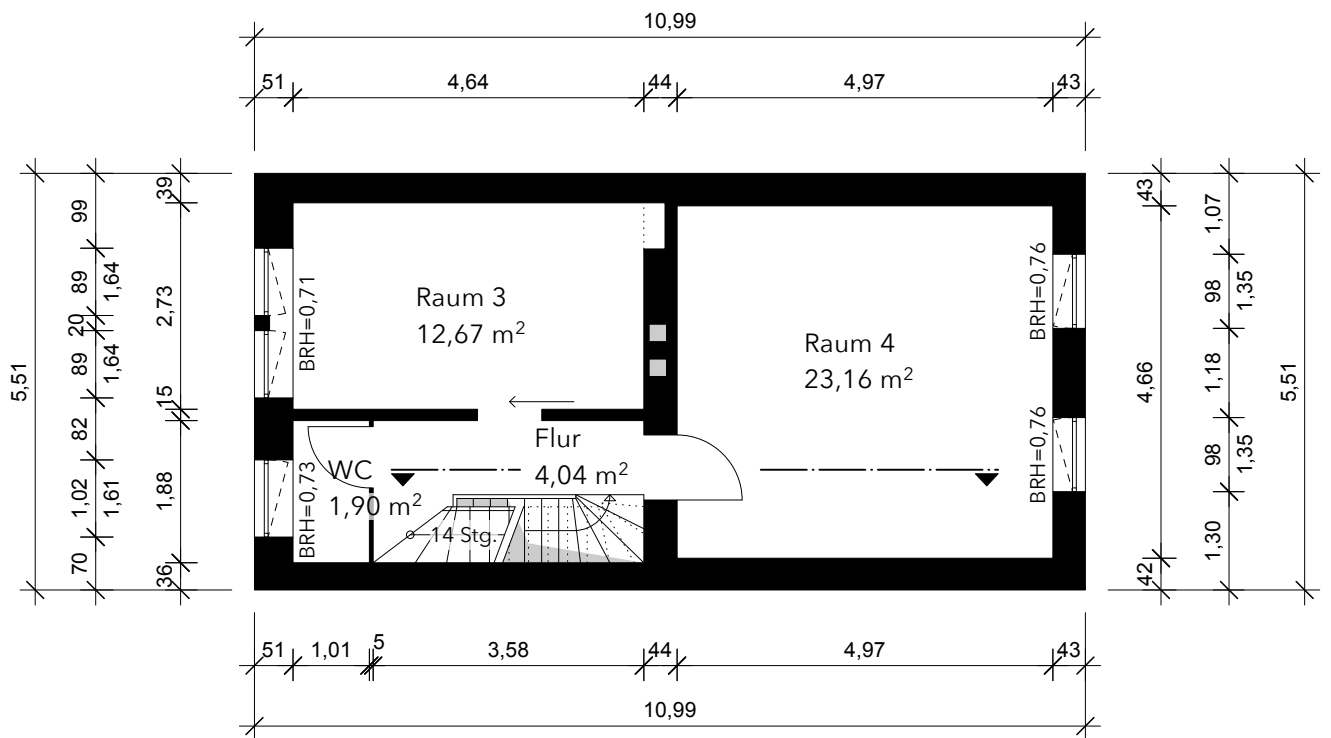 10,99
51 4,64 44 4,97 43
5,51
99 89 20 89 82 1,02 70
1,64 1,64 1,61
39 2,73 15 1,88 36
BRH=0,71
BRH=0,73
Raum 3
12,67 m²
Raum 4
23,16 m²
Flur
4,04 m²
WC
1,90 m²
14 Stg.
BRH=0,76
BRH=0,76
43 4,66 42
1,07 98 1,18 98 1,30
1,35 1,35
5,51
51 1,01 5 3,58 44 4,97 43
10,99